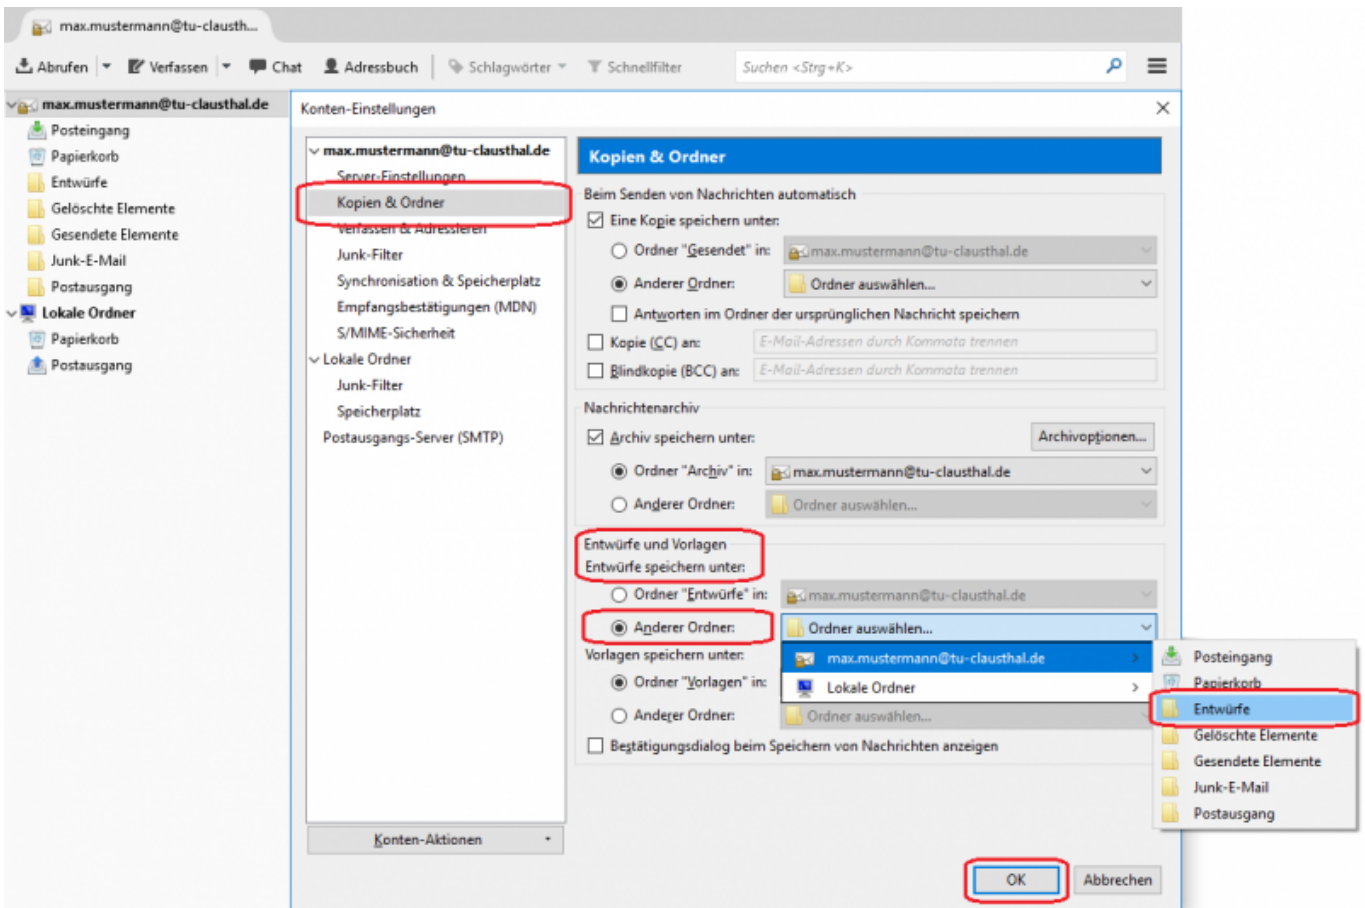 max.mustermann@tu-clausth...
Abrufen Verfassen Chat Adressbuch Schlagwörter Schnellfilter Suchen <Strg+K>
max.mustermann@tu-clausthal.de
Posteingang
Papierkorb
Entwürfe
Gelöschte Elemente
Gesendete Elemente
Junk-E-Mail
Postausgang
Lokale Ordner
Papierkorb
Postausgang
Konten-Einstellungen
max.mustermann@tu-clausthal.de
Server-Einstellungen
Kopien & Ordner
Verfassen & Adressieren
Junk-Filter
Synchronisation & Speicherplatz
Empfangsbestätigungen (MDN)
S/MIME-Sicherheit
Lokale Ordner
Junk-Filter
Speicherplatz
Postausgangs-Server (SMTP)
Konten-Aktionen
Kopien & Ordner
Beim Senden von Nachrichten automatisch
Eine Kopie speichern unter:
Ordner "Gesendet" in: max.mustermann@tu-clausthal.de
Anderer Ordner: Ordner auswählen...
Antworten im Ordner der ursprünglichen Nachricht speichern
Kopie (CC) an: E-Mail-Adressen durch Kommata trennen
Blindkopie (BCC) an: E-Mail-Adressen durch Kommata trennen
Nachrichtenarchiv
Archiv speichern unter: Archivoptionen...
Ordner "Archiv" in: max.mustermann@tu-clausthal.de
Anderer Ordner: Ordner auswählen...
Entwürfe und Vorlagen
Entwürfe speichern unter:
Ordner "Entwürfe" in: max.mustermann@tu-clausthal.de
Anderer Ordner: Ordner auswählen...
max.mustermann@tu-clausthal.de
Lokale Ordner
Vorlagen speichern unter:
Ordner "Vorlagen" in:
Anderer Ordner: Ordner auswählen...
Bestätigungsdialog beim Speichern von Nachrichten anzeigen
Posteingang
Papierkorb
Entwürfe
Gelöschte Elemente
Gesendete Elemente
Junk-E-Mail
Postausgang
OK Abbrechen